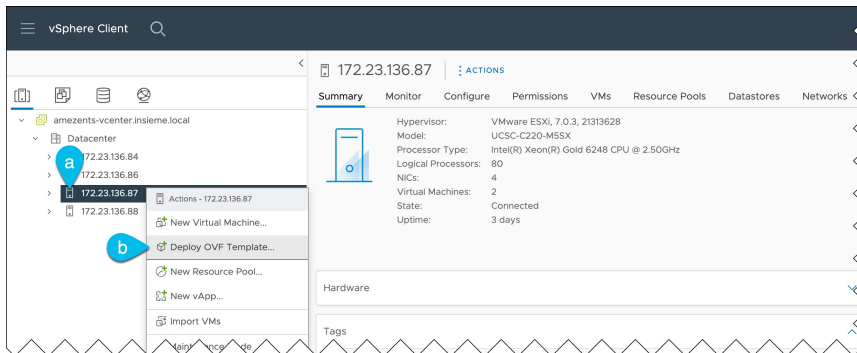 vSphere Client
172.23.136.87
ACTIONS
Summary Monitor Configure Permissions VMs Resource Pools Datastores Networks
amezents-vcenter.insieme.local
Datacenter
172.23.136.84
172.23.136.86
172.23.136.87
172.23.136.88
a
b
Actions - 172.23.136.87
New Virtual Machine...
Deploy OVF Template...
New Resource Pool...
New vApp...
Import VMs
Hypervisor: VMware ESXi, 7.0.3, 21313628
Model: UCSC-C220-M5SX
Processor Type: Intel(R) Xeon(R) Gold 6248 CPU @ 2.50GHz
Logical Processors: 80
NICs: 4
Virtual Machines: 2
State: Connected
Uptime: 3 days
Hardware
Tags